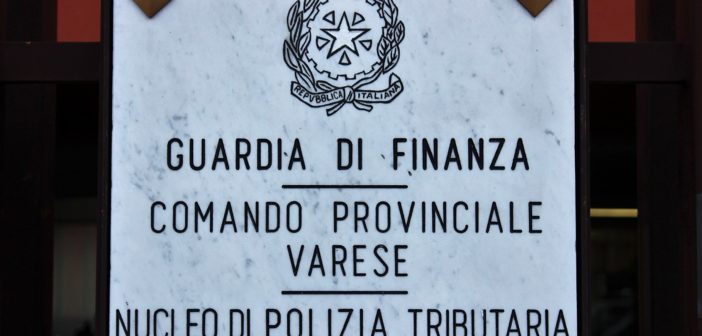 REPVBBLICA ITALIANA
GUARDIA DI FINANZA
COMANDO PROVINCIALE
VARESE
NUCLEO DI POLIZIA TRIBUTARIA